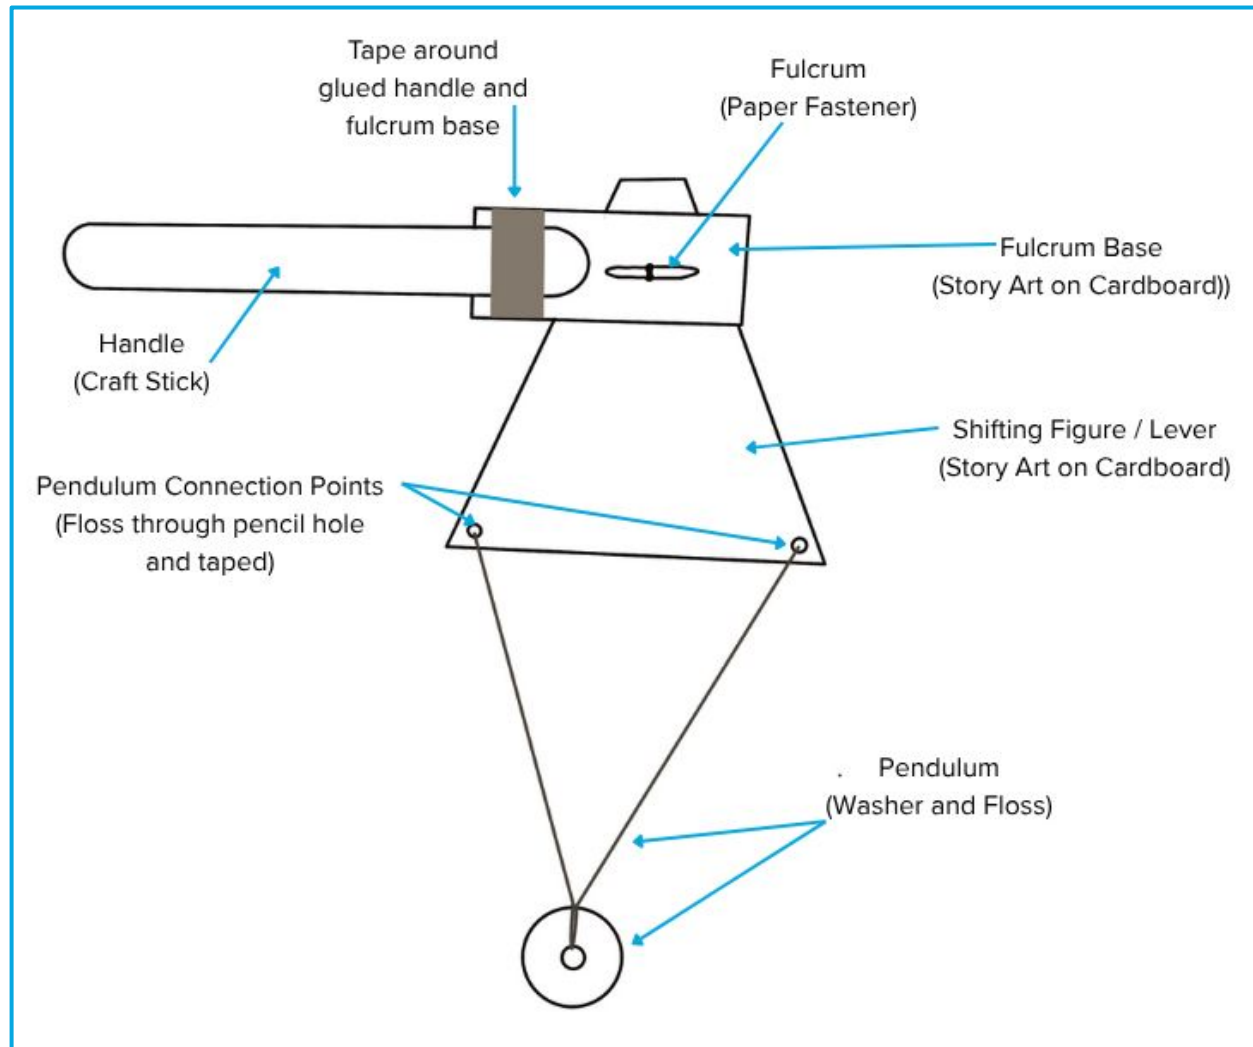 Tape around
glued handle and
fulcrum base
Fulcrum
(Paper Fastener)
Fulcrum Base
(Story Art on Cardboard))
Handle
(Craft Stick)
Shifting Figure / Lever
(Story Art on Cardboard)
Pendulum Connection Points
(Floss through pencil hole
and taped)
. Pendulum
(Washer and Floss)